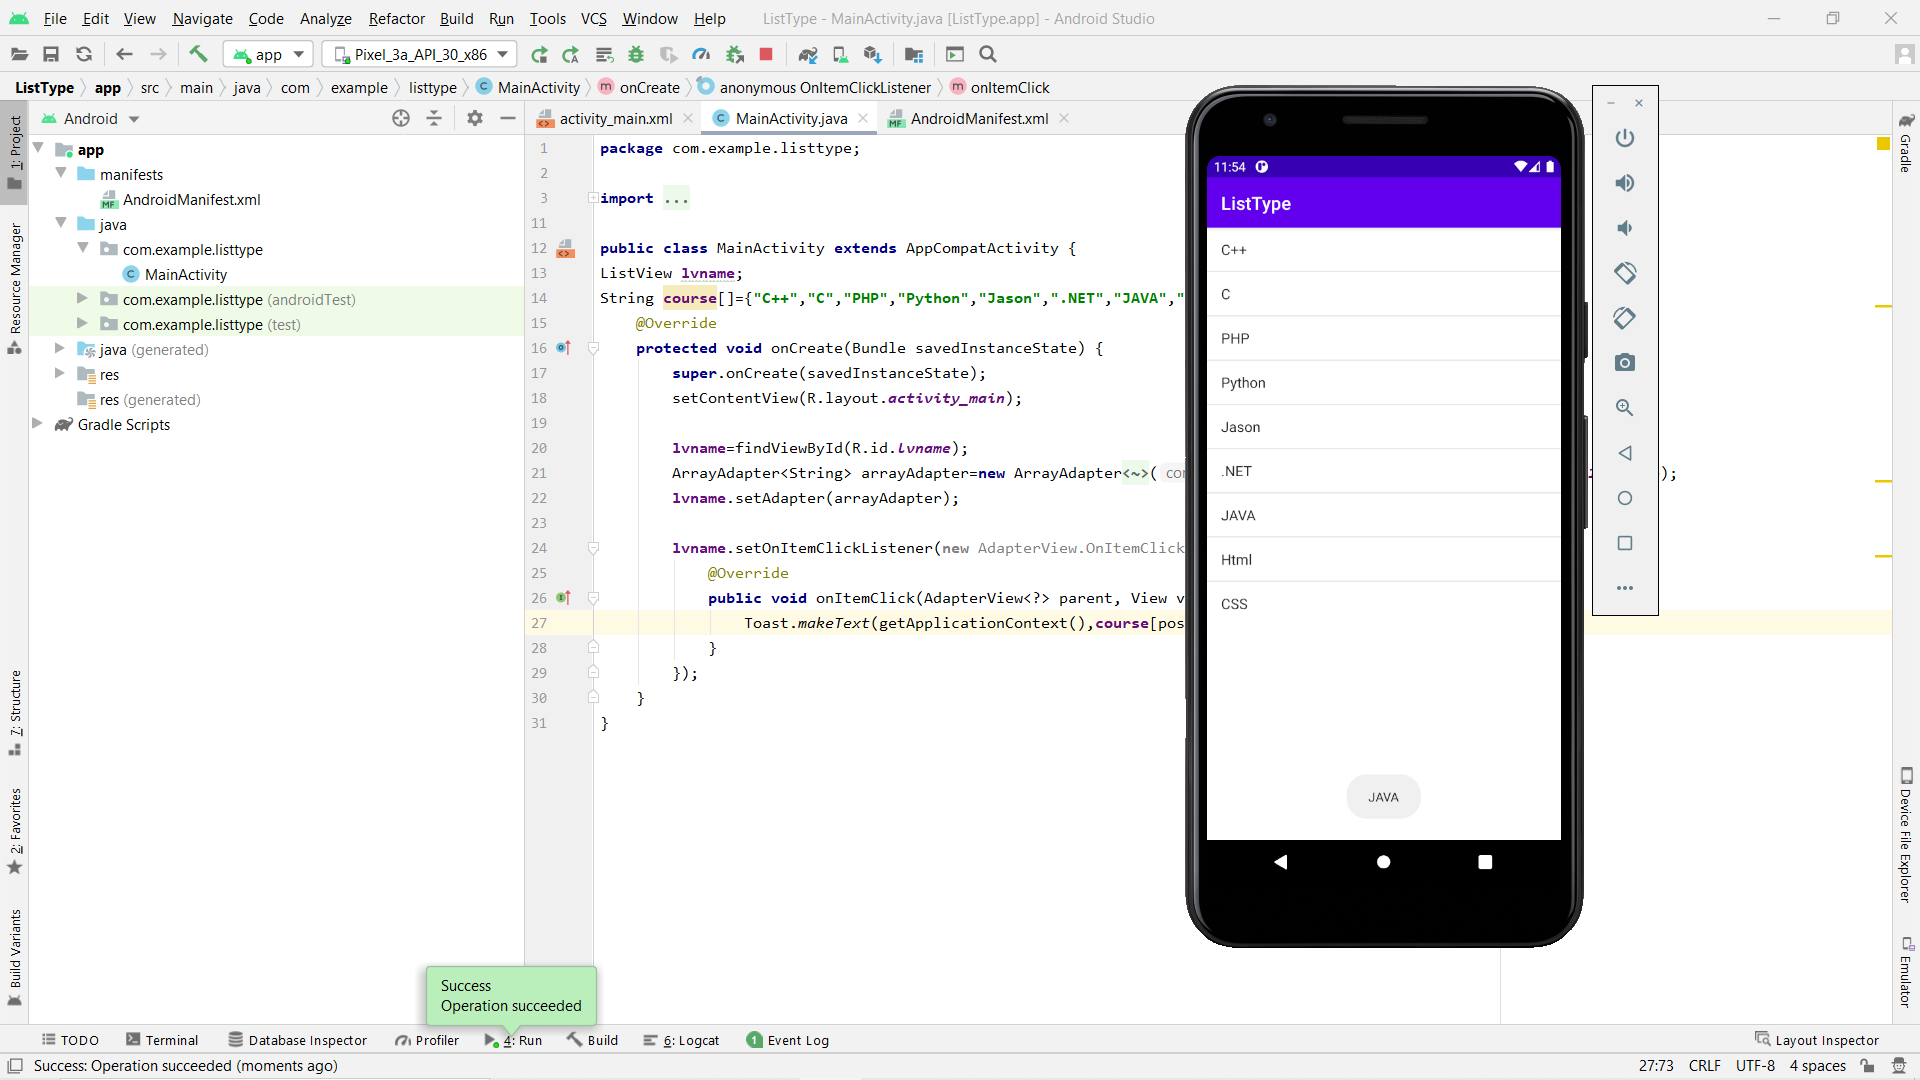 File Edit View Navigate Code Analyze Refactor Build Run Tools VCS Window Help ListType - MainActivity.java [ListType.app] - Android Studio
app Pixel_3a_API_30_x86
ListType app src main java com example listtype MainActivity onCreate anonymous OnItemClickListener onItemClick
1: Project
Resource Manager
7: Structure
2: Favorites
Build Variants
Android
app
manifests
AndroidManifest.xml
java
com.example.listtype
MainActivity
com.example.listtype (androidTest)
com.example.listtype (test)
java (generated)
res
res (generated)
Gradle Scripts
activity_main.xml MainActivity.java AndroidManifest.xml
1 package com.example.listtype;
2
3 import ...
11
12 public class MainActivity extends AppCompatActivity {
13 ListView lvname;
14 String course[]={"C++","C","PHP","Python","Jason",".NET","JAVA","
15 @Override
16 protected void onCreate(Bundle savedInstanceState) {
17 super.onCreate(savedInstanceState);
18 setContentView(R.layout.activity_main);
19
20 lvname=findViewById(R.id.lvname);
21 ArrayAdapter<String> arrayAdapter=new ArrayAdapter<~>( con );
22 lvname.setAdapter(arrayAdapter);
23
24 lvname.setOnItemClickListener(new AdapterView.OnItemClick
25 @Override
26 public void onItemClick(AdapterView<?> parent, View v
27 Toast.makeText(getApplicationContext(),course[pos
28 }
29 });
30 }
31 }
11:54
ListType
C++
C
PHP
Python
Jason
.NET
JAVA
Html
CSS
JAVA
Gradle
Device File Explorer
Emulator
Success
Operation succeeded
TODO Terminal Database Inspector Profiler 4: Run Build 6: Logcat 1 Event Log Layout Inspector
Success: Operation succeeded (moments ago) 27:73 CRLF UTF-8 4 spaces